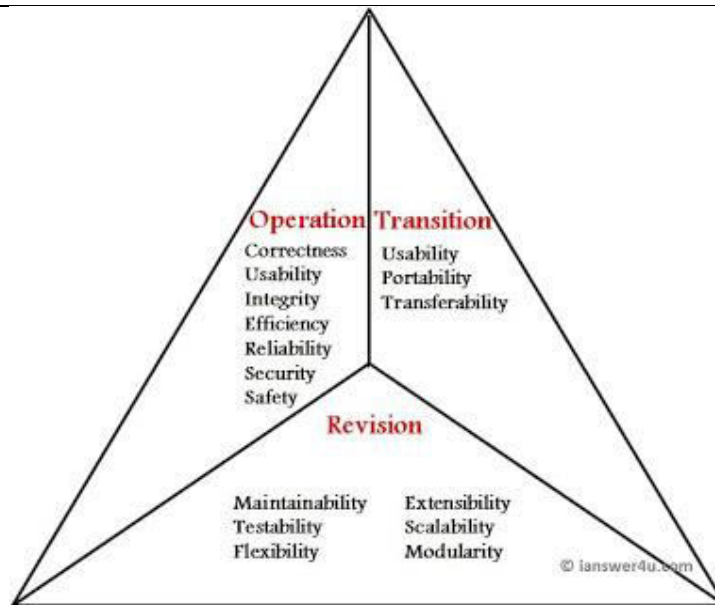 Operation
Correctness
Usability
Integrity
Efficiency
Reliability
Security
Safety
Transition
Usability
Portability
Transferability
Revision
Maintainability
Testability
Flexibility
Extensibility
Scalability
Modularity
© ianswer4u.com